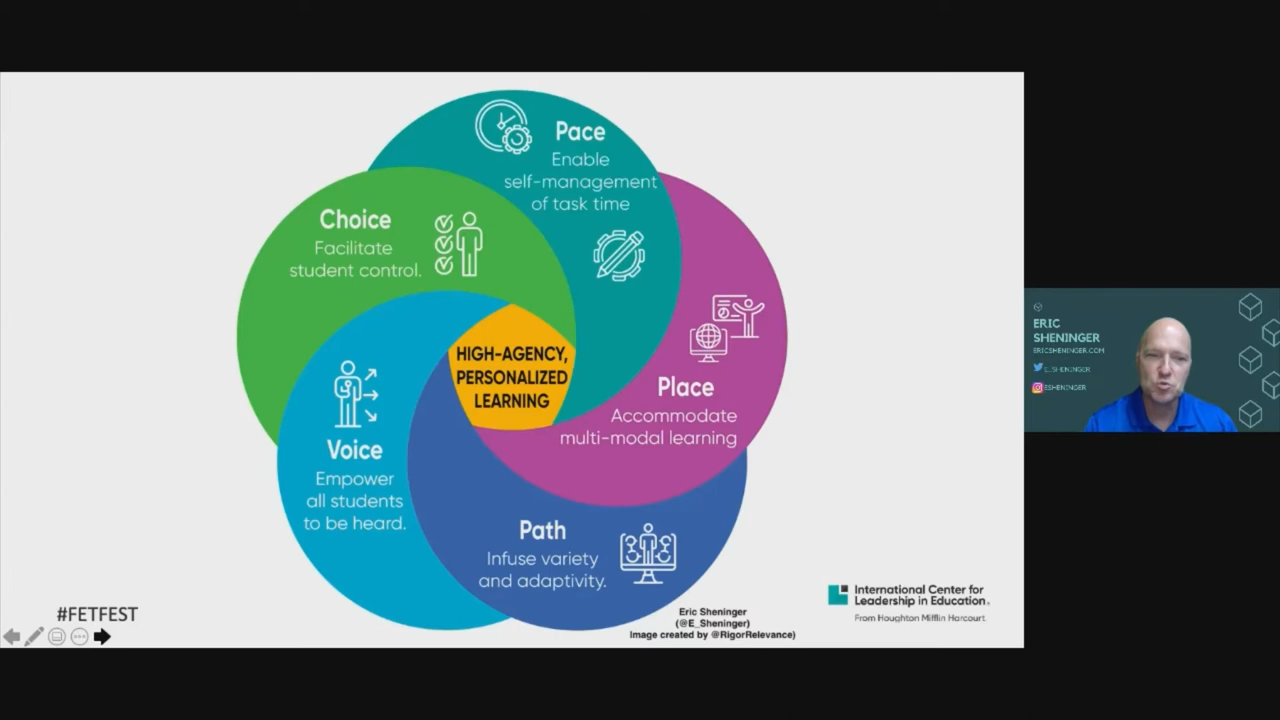 Pace
Enable
self-management
of task time
Choice
Facilitate
student control.
HIGH-AGENCY,
PERSONALIZED
LEARNING
Place
Accommodate
multi-modal learning
Voice
Empower
all students
to be heard.
Path
Infuse variety
and adaptivity.
#FETFEST
Eric Sheninger
(@E_Sheninger)
Image created by @RigorRelevance)
International Center for
Leadership in Education.
From Houghton Mifflin Harcourt
ERIC
SHENINGER
ERICSHENINGER.COM
E_SHENINGER
ESHENINGER